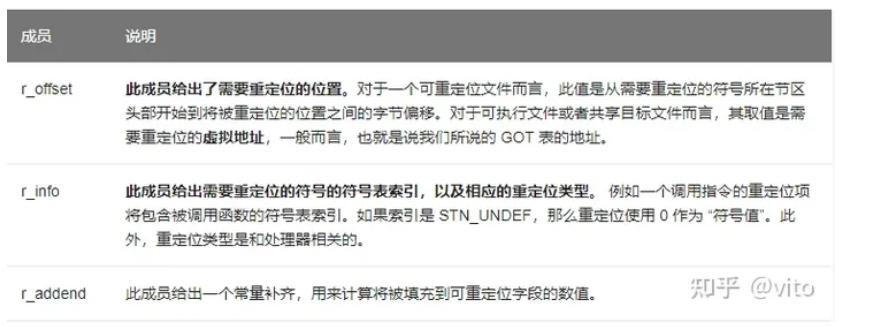 成员 说明
r_offset 此成员给出了需要重定位的位置。对于一个可重定位文件而言，此值是从需要重定位的符号所在节区
头部开始到将被重定位的位置之间的字节偏移。对于可执行文件或者共享目标文件而言，其取值是需
要重定位的虚拟地址，一般而言，也就是说我们所说的 GOT 表的地址。
r_info 此成员给出需要重定位的符号的符号表索引，以及相应的重定位类型。 例如一个调用指令的重定位项
将包含被调用函数的符号表索引。如果索引是 STN_UNDEF，那么重定位使用 0 作为 “符号值”。此
外，重定位类型是和处理器相关的。
r_addend 此成员给出一个常量补齐，用来计算将被填充到可重定位字段的数值。
知乎 @vito